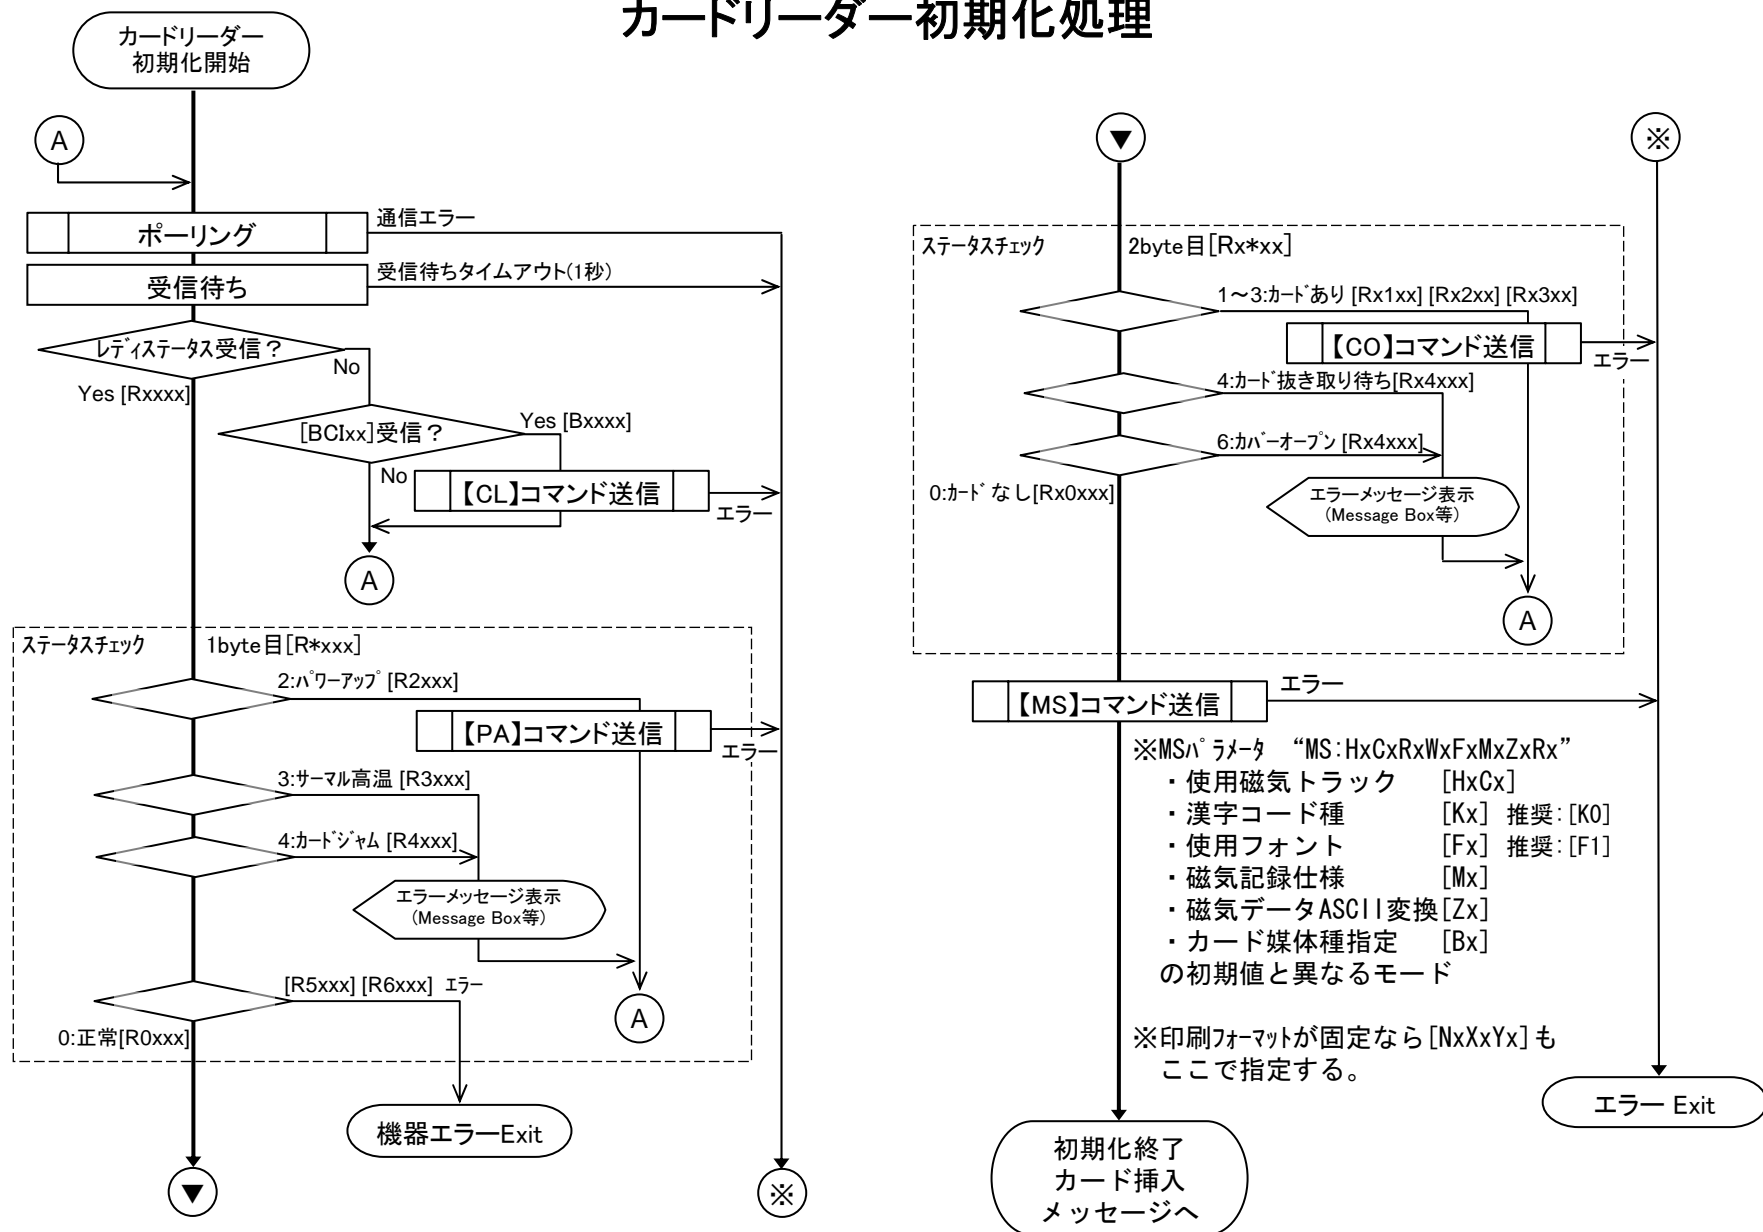 カードリーダー初期化処理
カードリーダー
初期化開始
A
ポーリング
通信エラー
受信待ち
受信待ちタイムアウト(1秒)
ﾚﾃﾞｨｽﾃｰﾀｽ受信？
No
Yes [Rxxxx]
[BCIxx]受信？
Yes [Bxxxx]
No
【CL】コマンド送信
エラー
A
ｽﾃｰﾀｽﾁｪｯｸ
1byte目[R*xxx]
2:ﾊﾟﾜｰｱｯﾌﾟ [R2xxx]
【PA】コマンド送信
エラー
3:ｻｰﾏﾙ高温 [R3xxx]
4:ｶｰﾄﾞｼﾞｬﾑ [R4xxx]
エラーメッセージ表示
(Message Box等)
[R5xxx] [R6xxx] ｴﾗｰ
A
0:正常[R0xxx]
機器エラーExit
▼
※
▼
※
ｽﾃｰﾀｽﾁｪｯｸ
2byte目[Rx*xx]
1～3:ｶｰﾄﾞあり [Rx1xx] [Rx2xx] [Rx3xx]
【CO】コマンド送信
エラー
4:ｶｰﾄﾞ抜き取り待ち[Rx4xxx]
6:ｶﾊﾞｰｵｰﾌﾟﾝ [Rx4xxx]
0:ｶｰﾄﾞなし[Rx0xxx]
エラーメッセージ表示
(Message Box等)
A
【MS】コマンド送信
エラー
※MSﾊﾟﾗﾒｰﾀ “MS:HxCxRxWxFxMxZxRx”
・使用磁気トラック [HxCx]
・漢字コード種 [Kx] 推奨:[K0]
・使用フォント [Fx] 推奨:[F1]
・磁気記録仕様 [Mx]
・磁気データASCII変換[Zx]
・カード媒体種指定 [Bx]
の初期値と異なるモード
※印刷ﾌｫｰﾏｯﾄが固定なら[NxXxYx]も
ここで指定する。
エラー Exit
初期化終了
カード挿入
メッセージへ